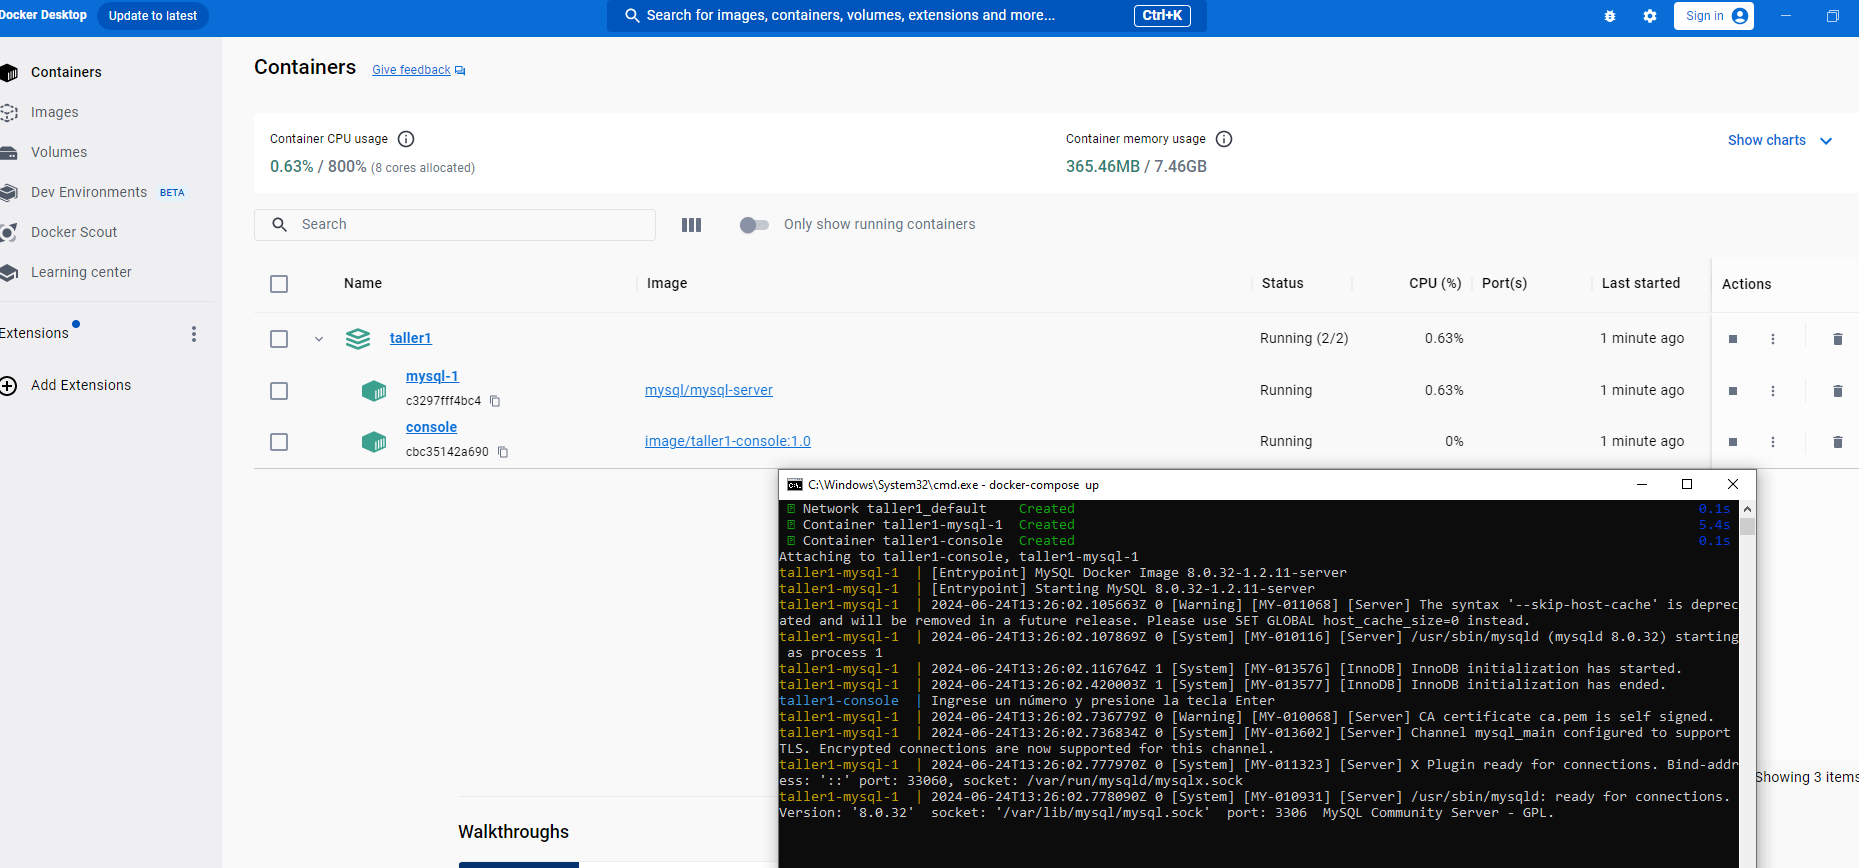 Docker Desktop Update to latest Search for images, containers, volumes, extensions and more... Ctrl+K Sign in
Containers
Images
Volumes
Dev Environments BETA
Docker Scout
Learning center
Extensions
Add Extensions
Containers Give feedback
Container CPU usage
0.63% / 800% (8 cores allocated)
Container memory usage
365.46MB / 7.46GB
Show charts
Search
Only show running containers
Name Image Status CPU (%) Port(s) Last started Actions
taller1 Running (2/2) 0.63% 1 minute ago
mysql-1
c3297fff4bc4
mysql/mysql-server Running 0.63% 1 minute ago
console
cbc35142a690
image/taller1-console:1.0 Running 0% 1 minute ago
Showing 3 items
Walkthroughs
C:\Windows\System32\cmd.exe - docker-compose up
Network taller1_default Created 0.1s
Container taller1-mysql-1 Created 5.4s
Container taller1-console Created 0.1s
Attaching to taller1-console, taller1-mysql-1
taller1-mysql-1 | [Entrypoint] MySQL Docker Image 8.0.32-1.2.11-server
taller1-mysql-1 | [Entrypoint] Starting MySQL 8.0.32-1.2.11-server
taller1-mysql-1 | 2024-06-24T13:26:02.105663Z 0 [Warning] [MY-011068] [Server] The syntax '--skip-host-cache' is deprec
ated and will be removed in a future release. Please use SET GLOBAL host_cache_size=0 instead.
taller1-mysql-1 | 2024-06-24T13:26:02.107869Z 0 [System] [MY-010116] [Server] /usr/sbin/mysqld (mysqld 8.0.32) starting
as process 1
taller1-mysql-1 | 2024-06-24T13:26:02.116764Z 1 [System] [MY-013576] [InnoDB] InnoDB initialization has started.
taller1-mysql-1 | 2024-06-24T13:26:02.420003Z 1 [System] [MY-013577] [InnoDB] InnoDB initialization has ended.
taller1-console | Ingrese un número y presione la tecla Enter
taller1-mysql-1 | 2024-06-24T13:26:02.736779Z 0 [Warning] [MY-010068] [Server] CA certificate ca.pem is self signed.
taller1-mysql-1 | 2024-06-24T13:26:02.736834Z 0 [System] [MY-013602] [Server] Channel mysql_main configured to support
TLS. Encrypted connections are now supported for this channel.
taller1-mysql-1 | 2024-06-24T13:26:02.777970Z 0 [System] [MY-011323] [Server] X Plugin ready for connections. Bind-addr
ess: '::' port: 33060, socket: /var/run/mysqld/mysqlx.sock
taller1-mysql-1 | 2024-06-24T13:26:02.778090Z 0 [System] [MY-010931] [Server] /usr/sbin/mysqld: ready for connections.
Version: '8.0.32' socket: '/var/lib/mysql/mysql.sock' port: 3306 MySQL Community Server - GPL.